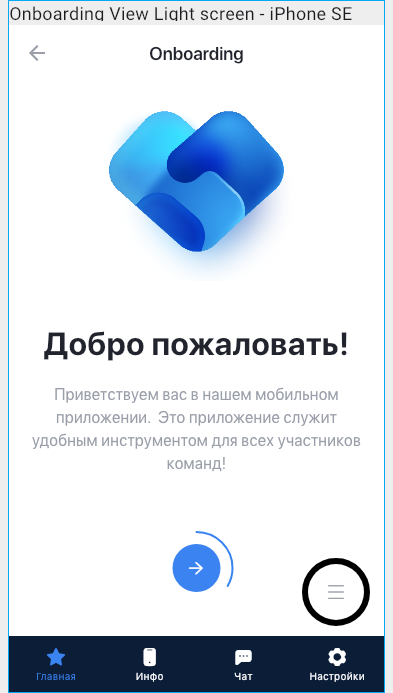 Onboarding View Light screen - iPhone SE
Onboarding
Добро пожаловать!
Приветствуем вас в нашем мобильном
приложении. Это приложение служит
удобным инструментом для всех участников
команд!
Главная
Инфо
Чат
Настройки